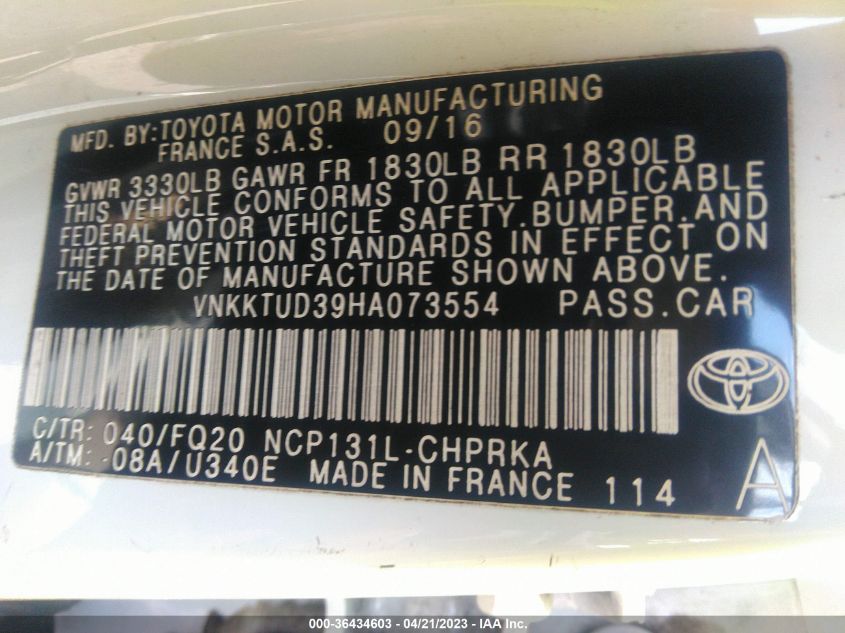 MFD. BY:TOYOTA MOTOR MANUFACTURING
FRANCE S.A.S. 09/16
GVWR 3330LB GAWR FR 1830LB RR 1830LB
THIS VEHICLE CONFORMS TO ALL APPLICABLE
FEDERAL MOTOR VEHICLE SAFETY.BUMPER.AND
THEFT PREVENTION STANDARDS IN EFFECT ON
THE DATE OF MANUFACTURE SHOWN ABOVE.
VNKKTUD39HA073554 PASS.CAR
C/TR: 040/FQ20 NCP131L-CHPRKA
A/TM: -08A/U340E MADE IN FRANCE 114 A
000-36434603 - 04/21/2023 - IAAI.com